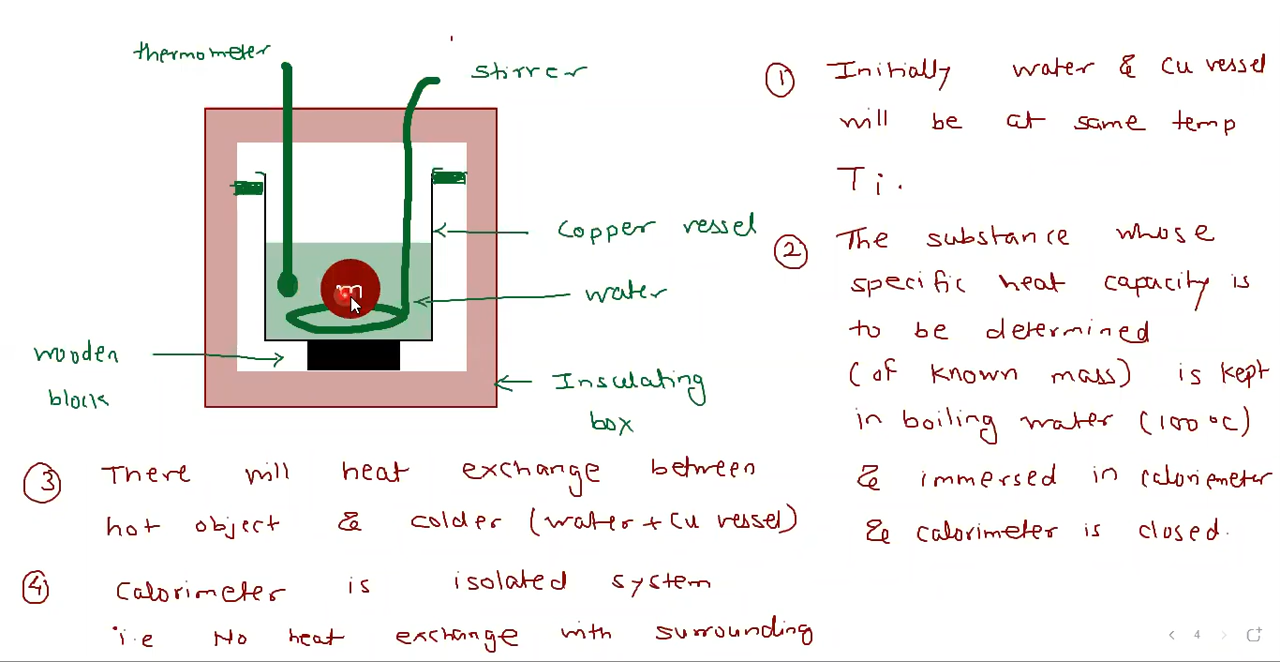 thermometer
stirrer
copper vessel
water
wooden
block
Insulating
box
m
① Initially water & cu vessel
will be at same temp
Ti.
② The substance whose
specific heat capacity is
to be determined
(of known mass) is kept
in boiling water (100°C)
& immersed in caloriemeter
& calorimeter is closed.
③ There will heat exchange between
hot object & colder (water + Cu vessel)
④ Calorimeter is isolated system
i.e No heat exchange with surrounding
4